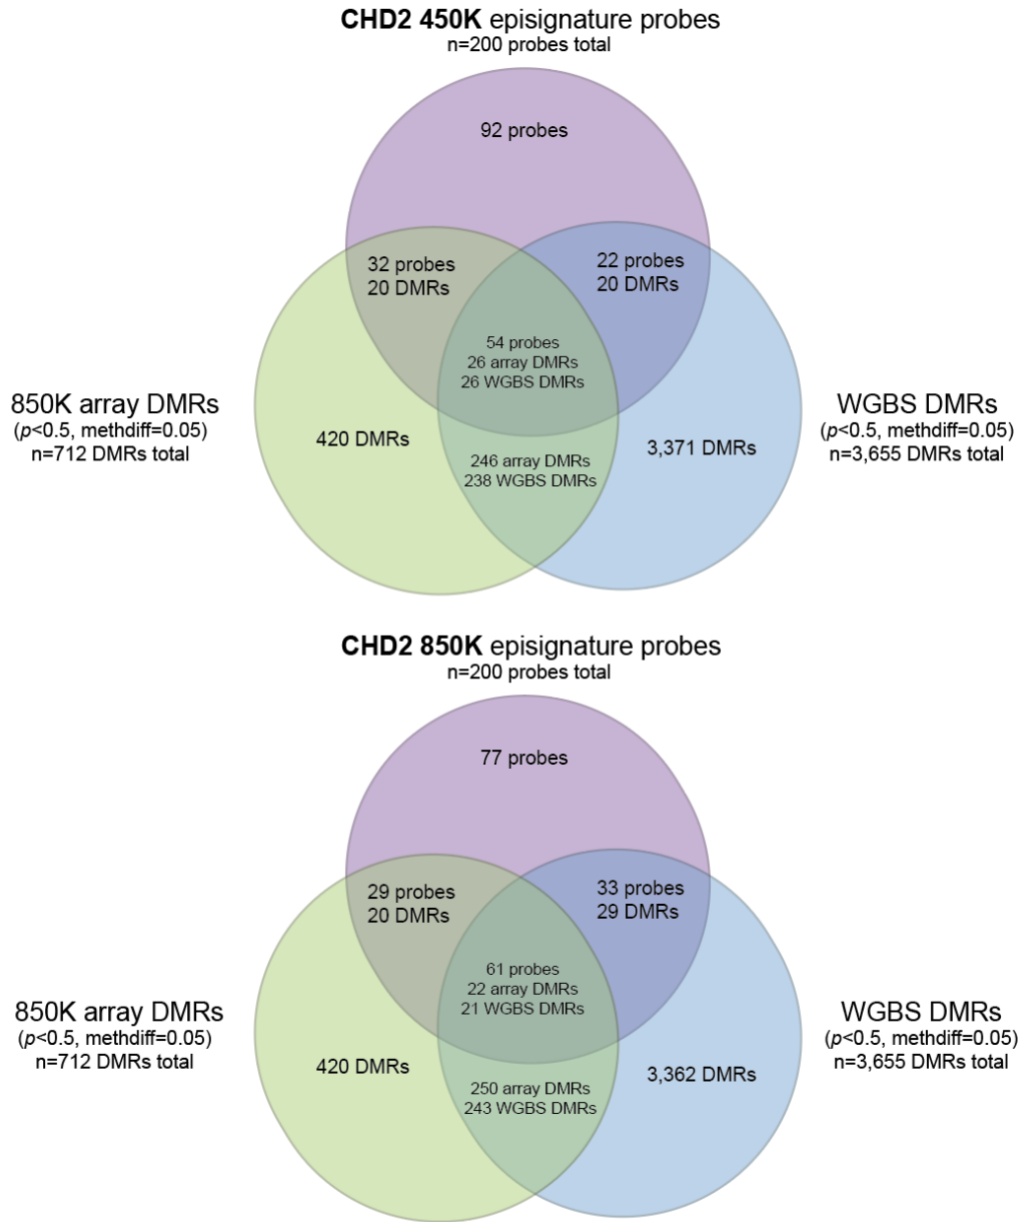 CHD2 450K episignature probes
n=200 probes total
92 probes
32 probes
20 DMRs
22 probes
20 DMRs
54 probes
26 array DMRs
26 WGBS DMRs
850K array DMRs
(p<0.5, methdiff=0.05)
n=712 DMRs total
WGBS DMRs
(p<0.5, methdiff=0.05)
n=3,655 DMRs total
420 DMRs
246 array DMRs
238 WGBS DMRs
3,371 DMRs
CHD2 850K episignature probes
n=200 probes total
77 probes
29 probes
20 DMRs
33 probes
29 DMRs
61 probes
22 array DMRs
21 WGBS DMRs
850K array DMRs
(p<0.5, methdiff=0.05)
n=712 DMRs total
WGBS DMRs
(p<0.5, methdiff=0.05)
n=3,655 DMRs total
420 DMRs
250 array DMRs
243 WGBS DMRs
3,362 DMRs